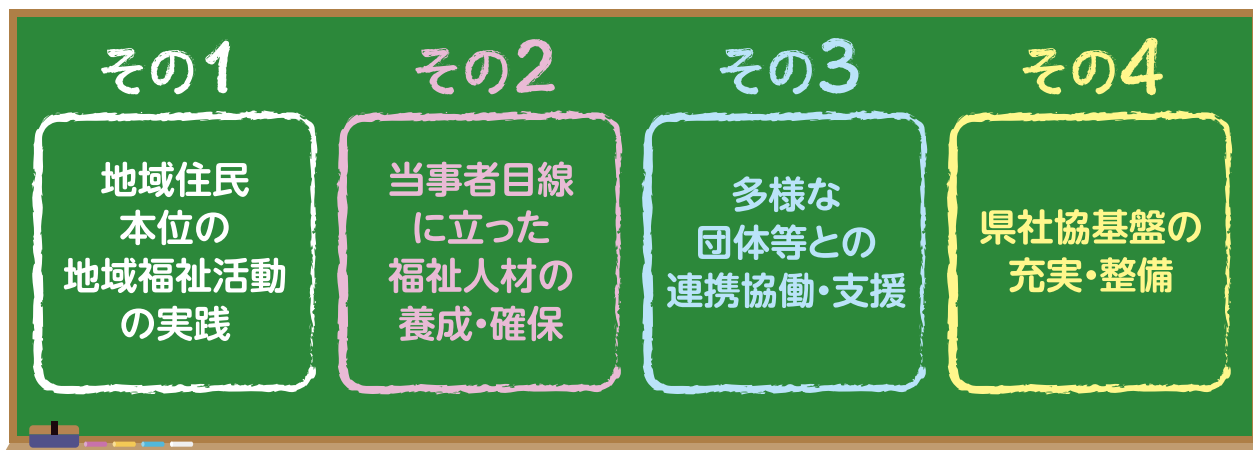 その1
地域住民
本位の
地域福祉活動
の実践
その2
当事者目線
に立った
福祉人材の
養成・確保
その3
多様な
団体等との
連携協働・支援
その4
県社協基盤の
充実・整備